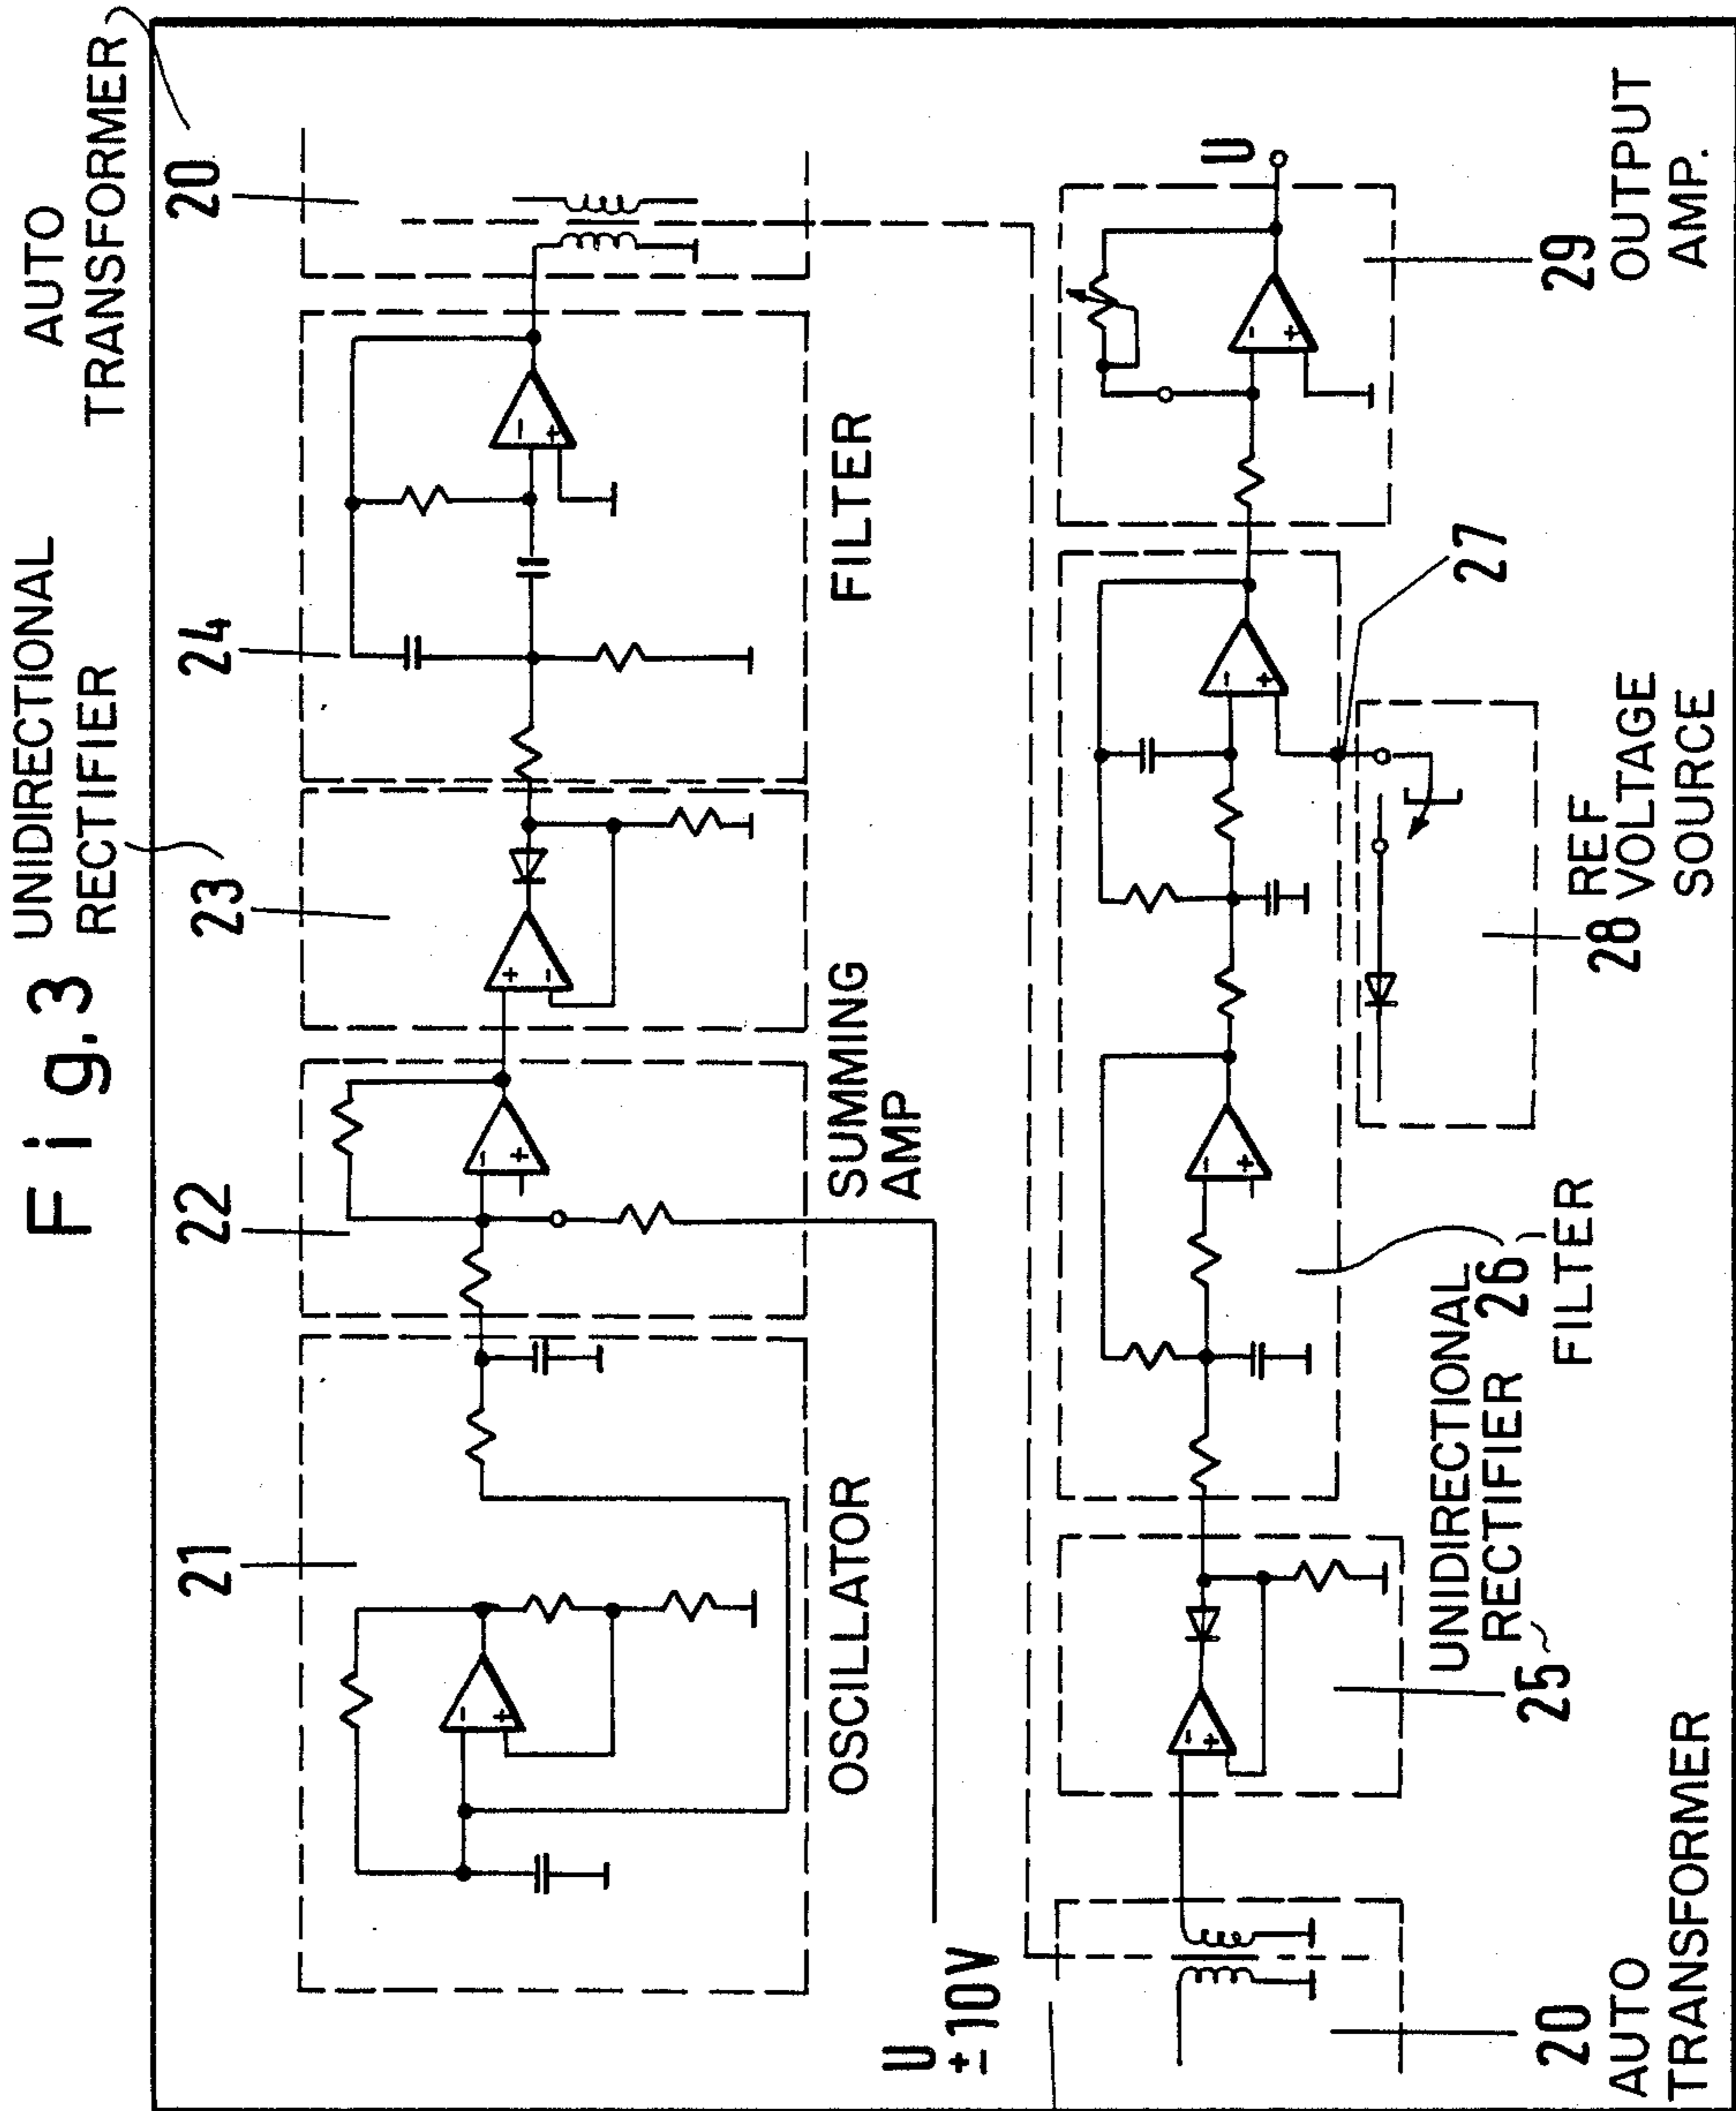 Fig.3
UNIDIRECTIONAL
RECTIFIER
AUTO
TRANSFORMER
21
22
23
24
20
OSCILLATOR
SUMMING
AMP
FILTER
U
±10V
U
20
AUTO
TRANSFORMER
25
UNIDIRECTIONAL
RECTIFIER
26
FILTER
28
REF
VOLTAGE
SOURCE
27
29
OUTPUT
AMP.